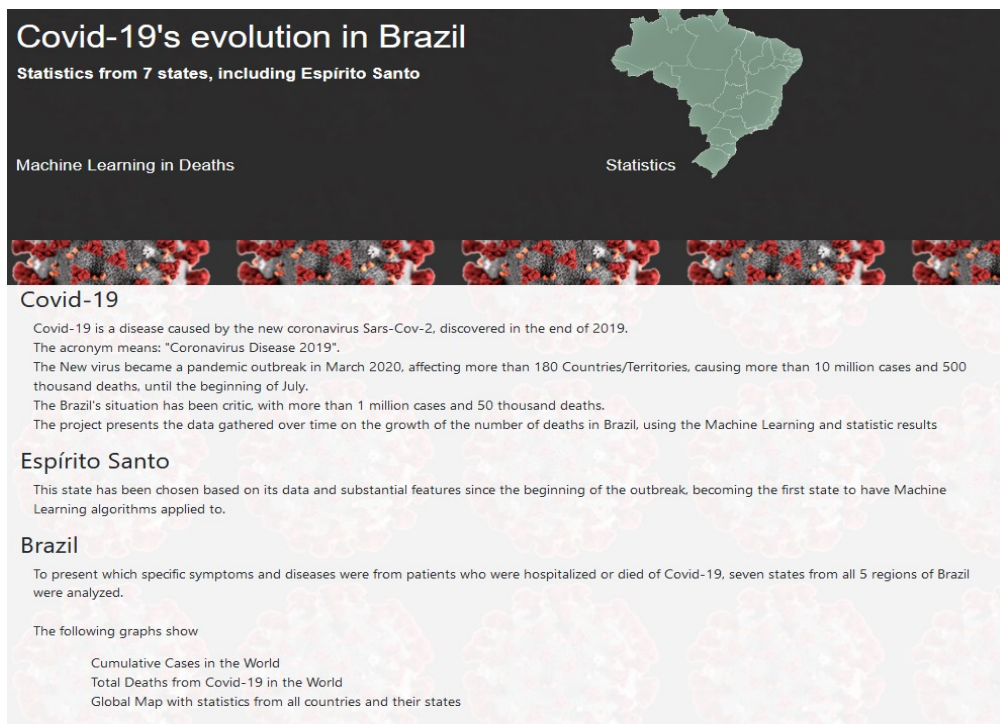 Covid-19's evolution in Brazil
Statistics from 7 states, including Espírito Santo
Machine Learning in Deaths
Statistics
Covid-19
Covid-19 is a disease caused by the new coronavirus Sars-Cov-2, discovered in the end of 2019.
The acronym means: "Coronavirus Disease 2019".
The New virus became a pandemic outbreak in March 2020, affecting more than 180 Countries/Territories, causing more than 10 million cases and 500
thousand deaths, until the beginning of July.
The Brazil's situation has been critic, with more than 1 million cases and 50 thousand deaths.
The project presents the data gathered over time on the growth of the number of deaths in Brazil, using the Machine Learning and statistic results
Espírito Santo
This state has been chosen based on its data and substantial features since the beginning of the outbreak, becoming the first state to have Machine
Learning algorithms applied to.
Brazil
To present which specific symptoms and diseases were from patients who were hospitalized or died of Covid-19, seven states from all 5 regions of Brazil
were analyzed.
The following graphs show
Cumulative Cases in the World
Total Deaths from Covid-19 in the World
Global Map with statistics from all countries and their states